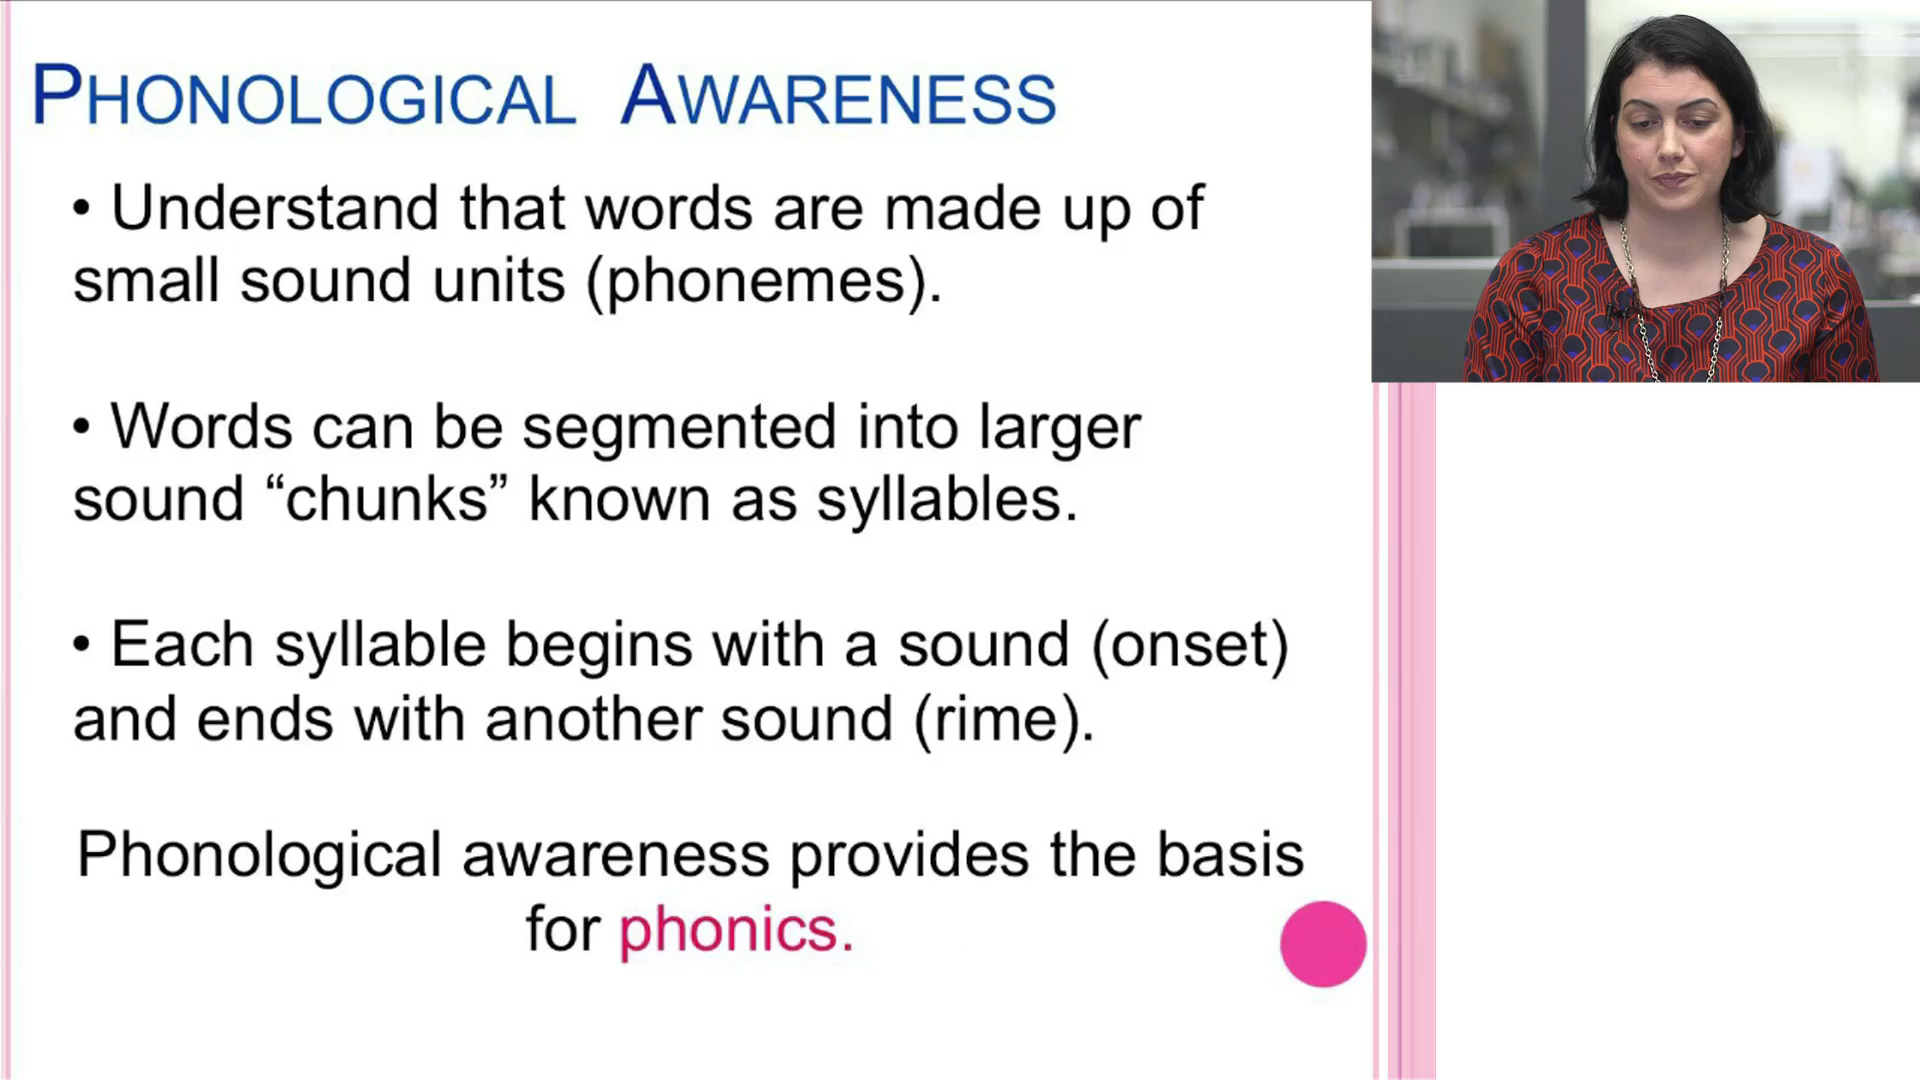 PHONOLOGICAL AWARENESS
• Understand that words are made up of
small sound units (phonemes).
• Words can be segmented into larger
sound “chunks” known as syllables.
• Each syllable begins with a sound (onset)
and ends with another sound (rime).
Phonological awareness provides the basis
for phonics.